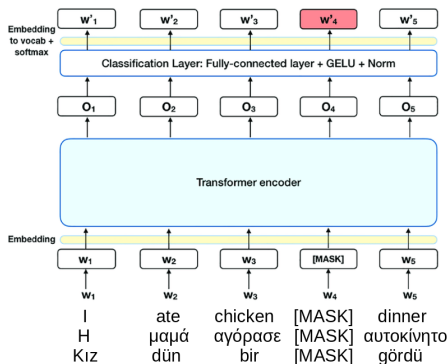 w'1 w'2 w'3 w'4 w'5
Embedding
to vocab +
softmax
Classification Layer: Fully-connected layer + GELU + Norm
O1 O2 O3 O4 O5
Transformer encoder
Embedding
w1 w2 w3 [MASK] w5
w1 w2 w3 w4 w5
I ate chicken [MASK] dinner
Η μαμά αγόρασε [MASK] αυτοκίνητο
Kız dün bir [MASK] gördü